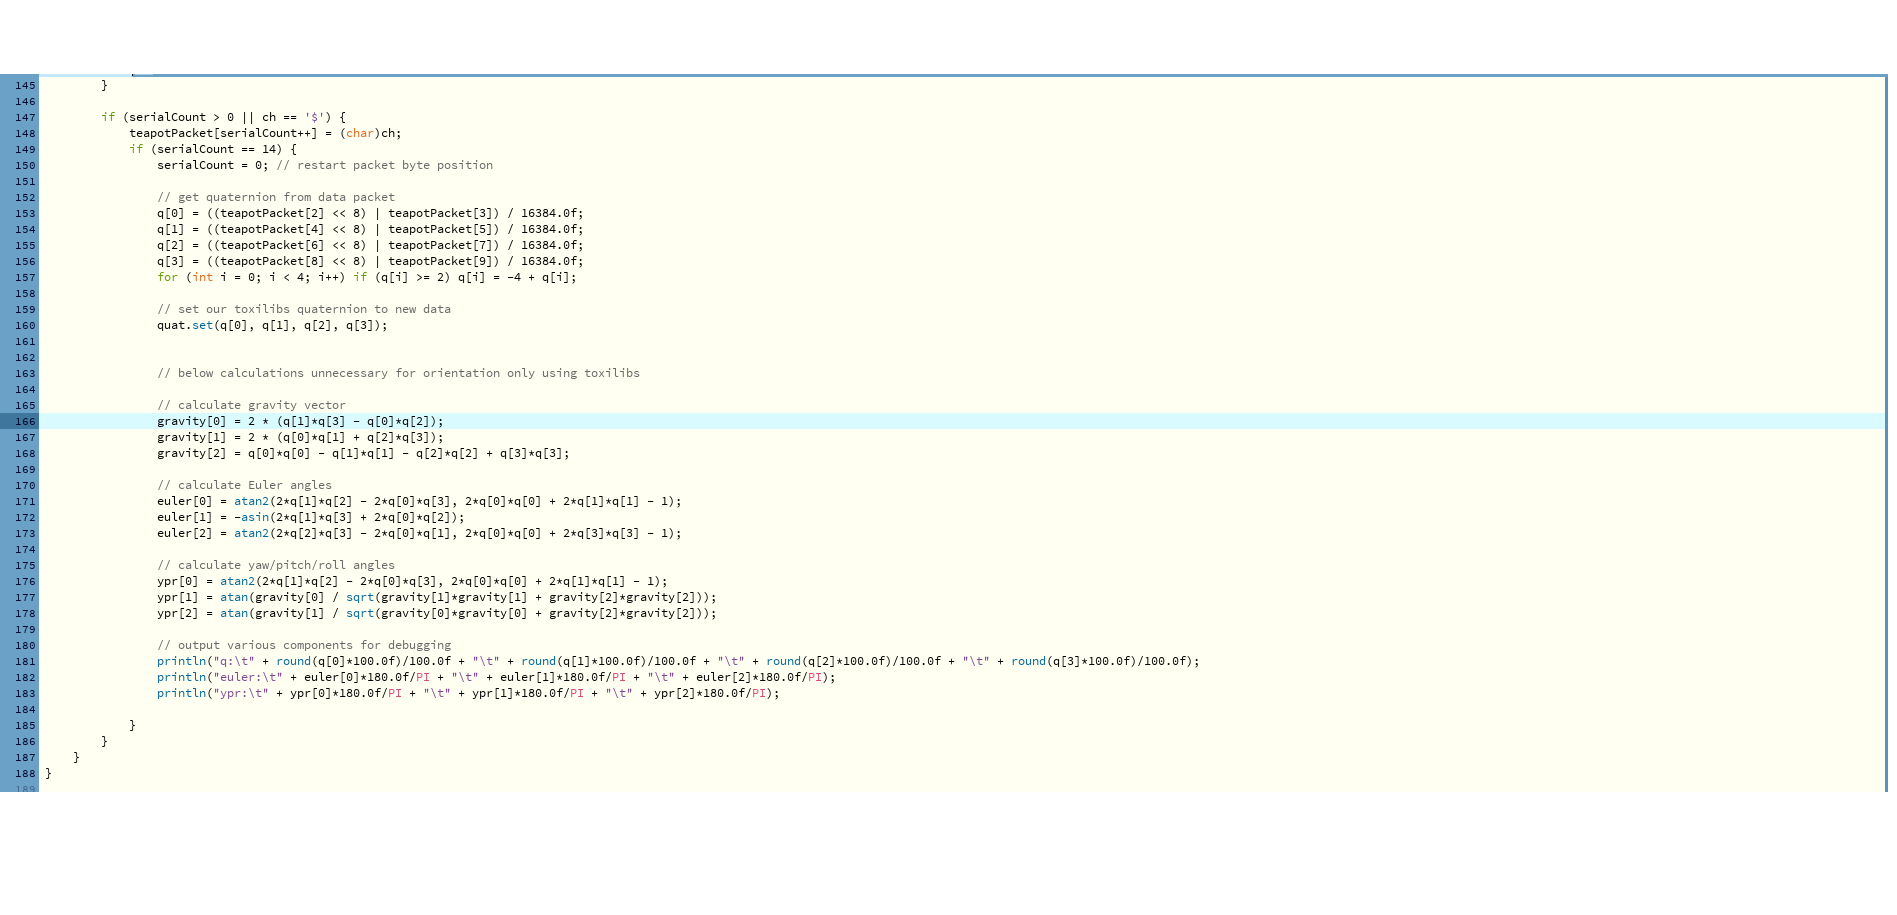 145 }
146
147 if (serialCount > 0 || ch == '$') {
148 teapotPacket[serialCount++] = (char)ch;
149 if (serialCount == 14) {
150 serialCount = 0; // restart packet byte position
151
152 // get quaternion from data packet
153 q[0] = ((teapotPacket[2] << 8) | teapotPacket[3]) / 16384.0f;
154 q[1] = ((teapotPacket[4] << 8) | teapotPacket[5]) / 16384.0f;
155 q[2] = ((teapotPacket[6] << 8) | teapotPacket[7]) / 16384.0f;
156 q[3] = ((teapotPacket[8] << 8) | teapotPacket[9]) / 16384.0f;
157 for (int i = 0; i < 4; i++) if (q[i] >= 2) q[i] = -4 + q[i];
158
159 // set our toxilibs quaternion to new data
160 quat.set(q[0], q[1], q[2], q[3]);
161
162
163 // below calculations unnecessary for orientation only using toxilibs
164
165 // calculate gravity vector
166 gravity[0] = 2 * (q[1]*q[3] - q[0]*q[2]);
167 gravity[1] = 2 * (q[0]*q[1] + q[2]*q[3]);
168 gravity[2] = q[0]*q[0] - q[1]*q[1] - q[2]*q[2] + q[3]*q[3];
169
170 // calculate Euler angles
171 euler[0] = atan2(2*q[1]*q[2] - 2*q[0]*q[3], 2*q[0]*q[0] + 2*q[1]*q[1] - 1);
172 euler[1] = -asin(2*q[1]*q[3] + 2*q[0]*q[2]);
173 euler[2] = atan2(2*q[2]*q[3] - 2*q[0]*q[1], 2*q[0]*q[0] + 2*q[3]*q[3] - 1);
174
175 // calculate yaw/pitch/roll angles
176 ypr[0] = atan2(2*q[1]*q[2] - 2*q[0]*q[3], 2*q[0]*q[0] + 2*q[1]*q[1] - 1);
177 ypr[1] = atan(gravity[0] / sqrt(gravity[1]*gravity[1] + gravity[2]*gravity[2]));
178 ypr[2] = atan(gravity[1] / sqrt(gravity[0]*gravity[0] + gravity[2]*gravity[2]));
179
180 // output various components for debugging
181 println("q:\t" + round(q[0]*100.0f)/100.0f + "\t" + round(q[1]*100.0f)/100.0f + "\t" + round(q[2]*100.0f)/100.0f + "\t" + round(q[3]*100.0f)/100.0f);
182 println("euler:\t" + euler[0]*180.0f/PI + "\t" + euler[1]*180.0f/PI + "\t" + euler[2]*180.0f/PI);
183 println("ypr:\t" + ypr[0]*180.0f/PI + "\t" + ypr[1]*180.0f/PI + "\t" + ypr[2]*180.0f/PI);
184
185 }
186 }
187 }
188 }
189